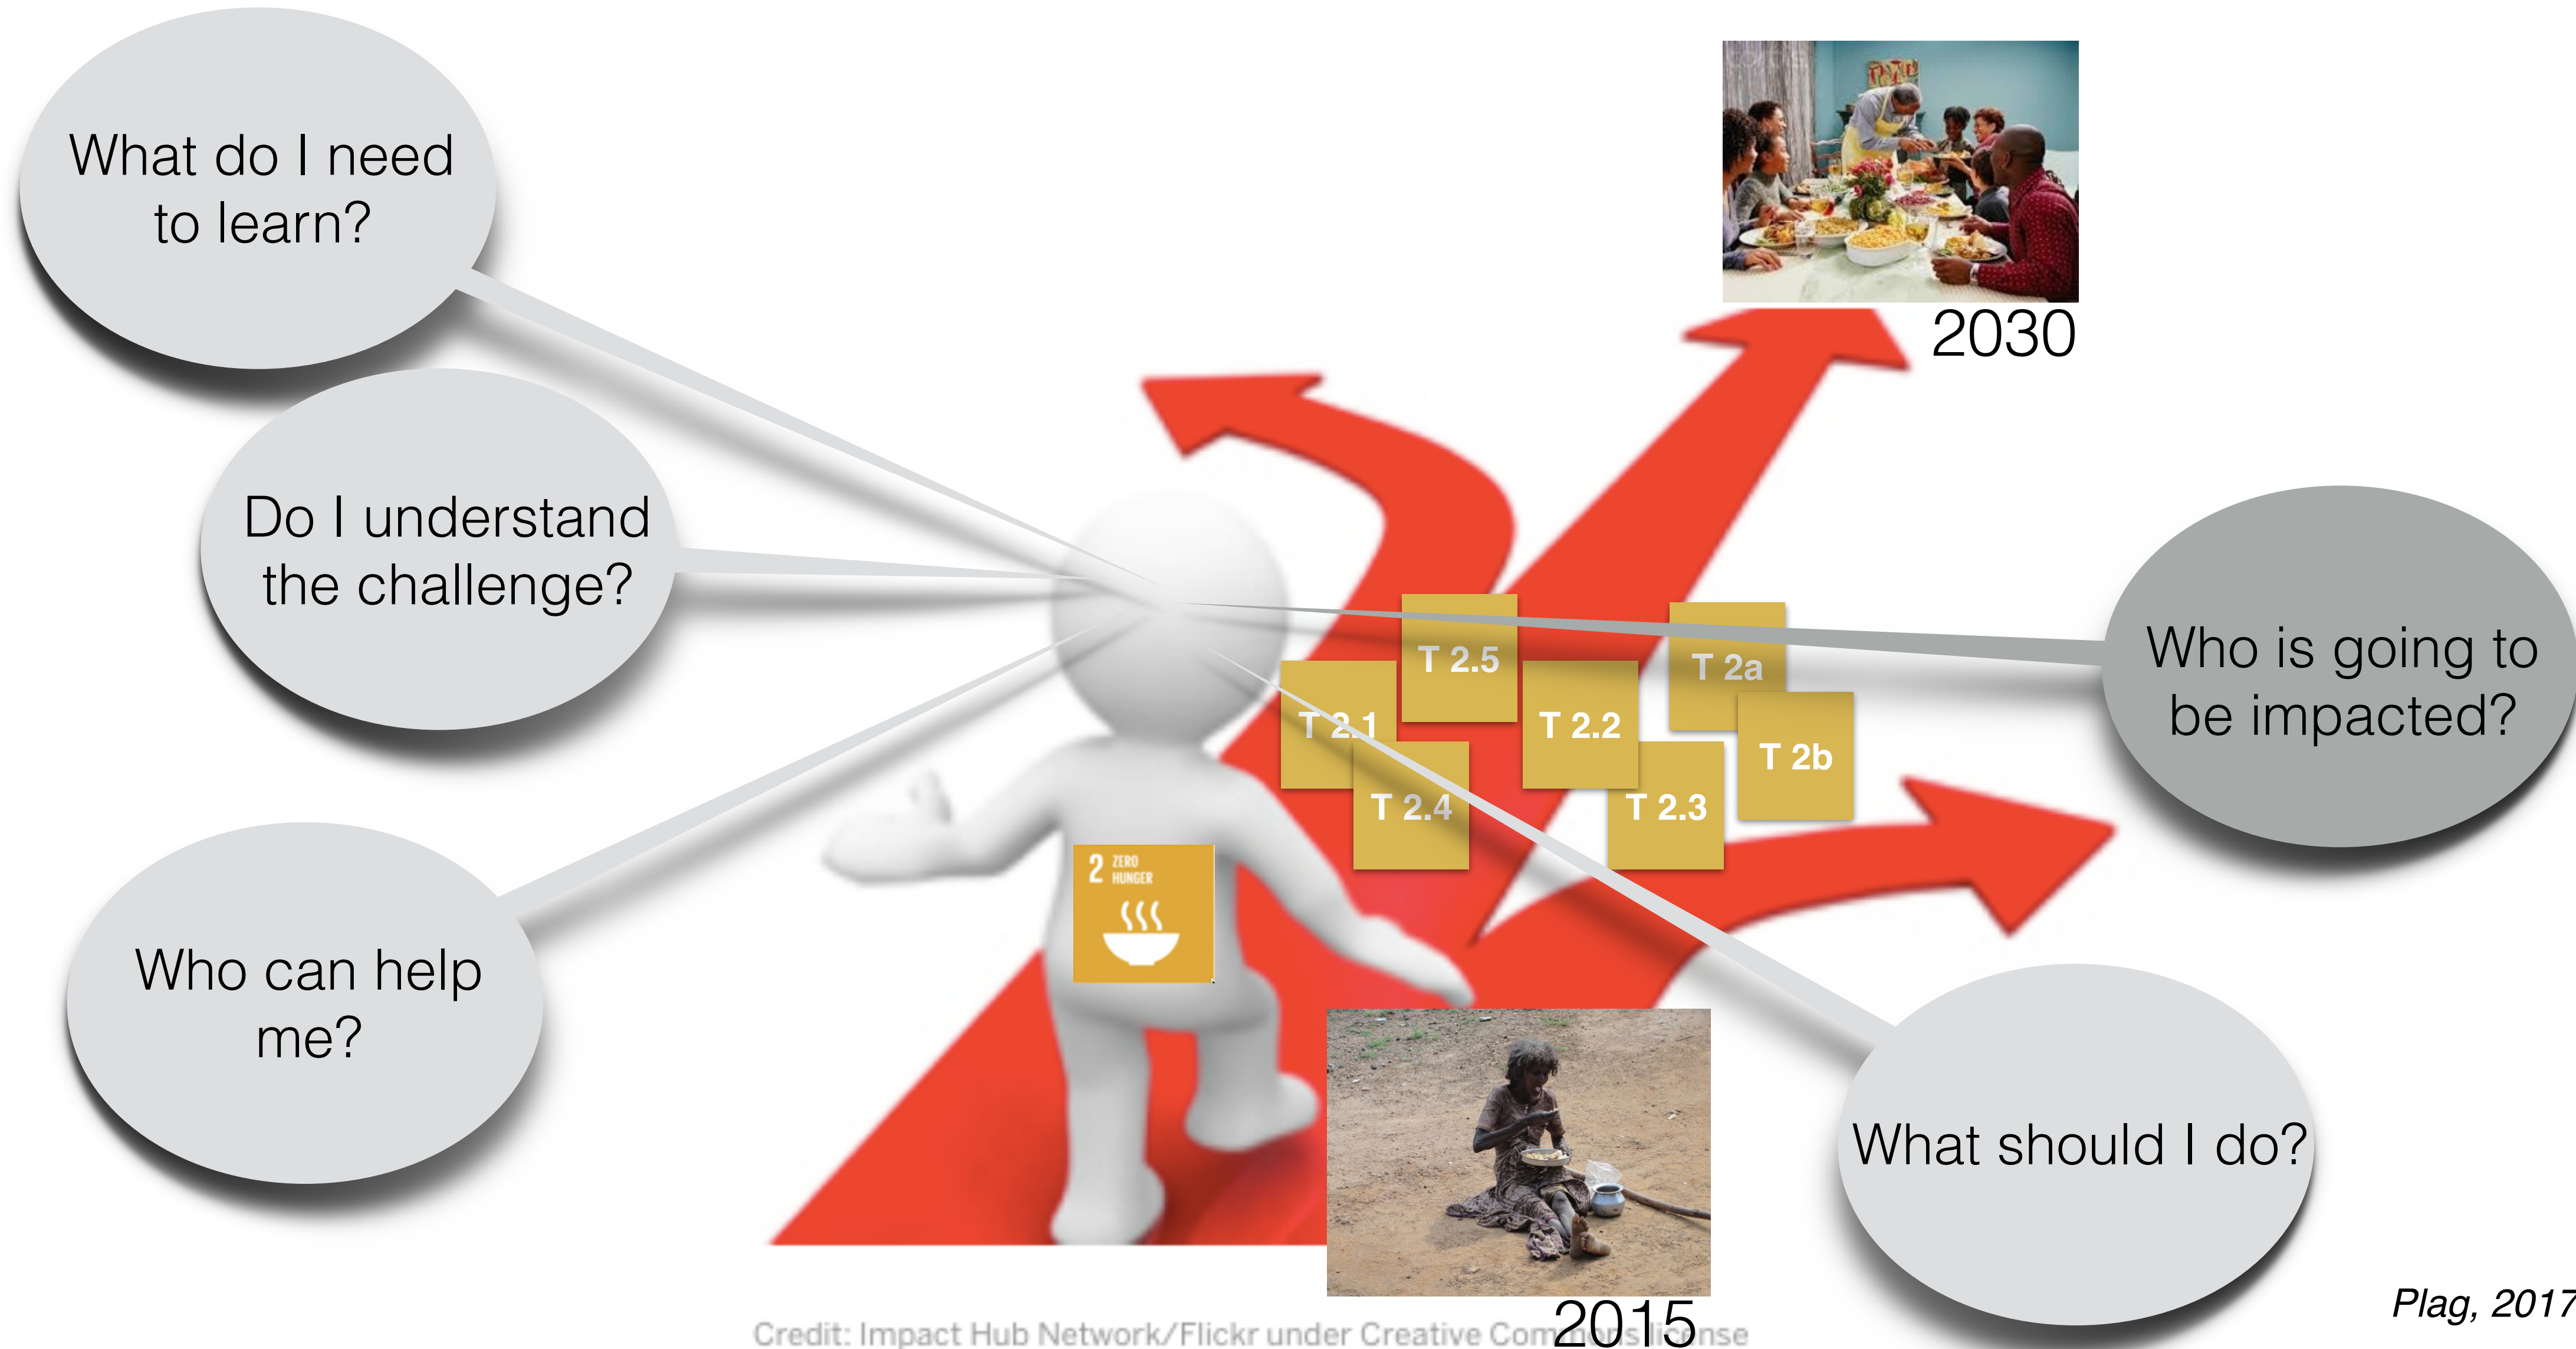 What do I need
to learn?
2030
Do I understand
the challenge?
Who is going to
be impacted?
T 2.5
T 2a
T 2.1
T 2.2
T 2b
T 2.4
T 2.3
2 ZERO
HUNGER
Who can help
me?
What should I do?
2015
Plag, 2017
Credit: Impact Hub Network/Flickr under Creative Commons license